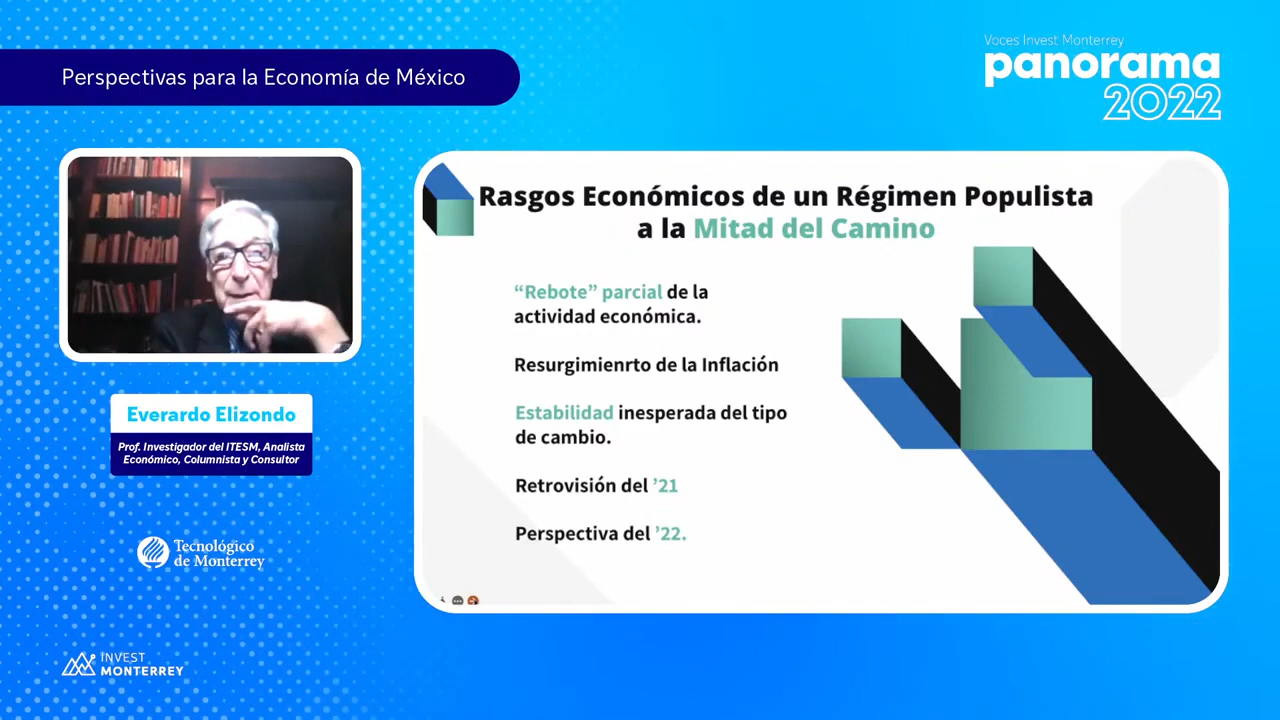 Perspectivas para la Economía de México
Voces Invest Monterrey
panorama
2022
Everardo Elizondo
Prof. Investigador del ITESM, Analista
Económico, Columnista y Consultor
Tecnológico
de Monterrey
INVEST
MONTERREY
Rasgos Económicos de un Régimen Populista
a la Mitad del Camino
“Rebote” parcial de la
actividad económica.
Resurgimienrto de la Inflación
Estabilidad inesperada del tipo
de cambio.
Retrovisión del ’21
Perspectiva del ’22.